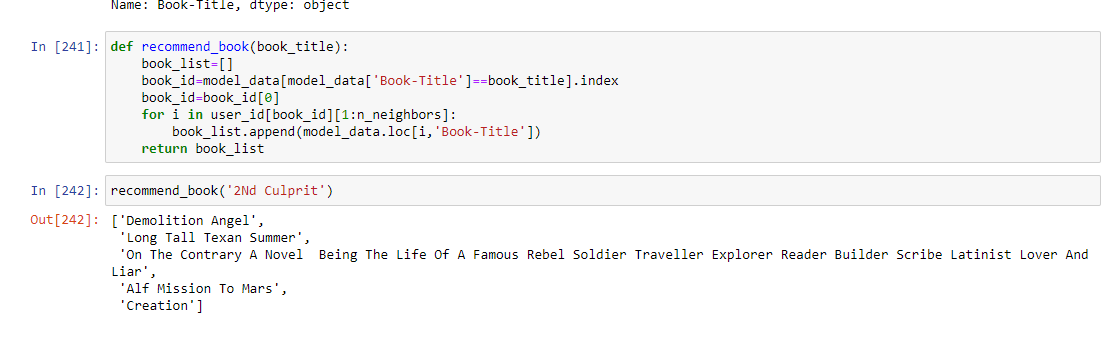 Name: Book-Title, dtype: object
In [241]: def recommend_book(book_title):
    book_list=[]
    book_id=model_data[model_data['Book-Title']==book_title].index
    book_id=book_id[0]
    for i in user_id[book_id][1:n_neighbors]:
        book_list.append(model_data.loc[i,'Book-Title'])
    return book_list
In [242]: recommend_book('2Nd Culprit')
Out[242]: ['Demolition Angel',
 'Long Tall Texan Summer',
 'On The Contrary A Novel  Being The Life Of A Famous Rebel Soldier Traveller Explorer Reader Builder Scribe Latinist Lover And
Liar',
 'Alf Mission To Mars',
 'Creation']